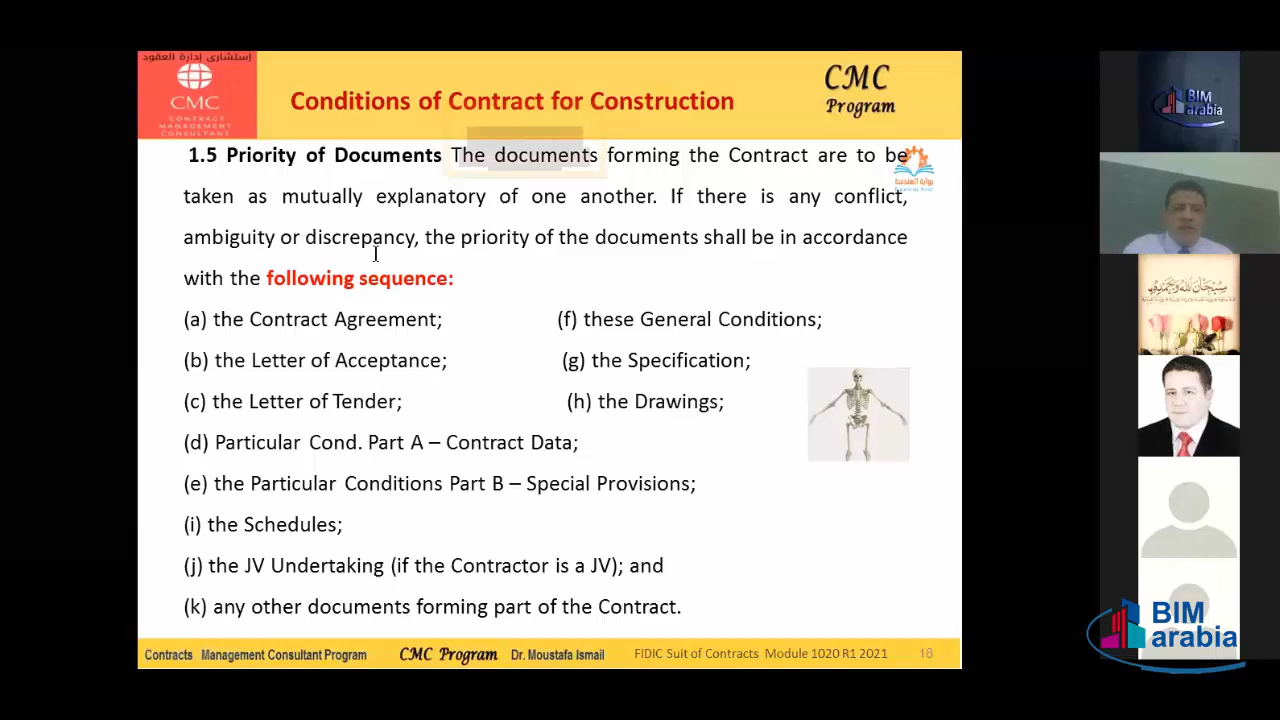 إستشارى إدارة العقود
CMC
CONTRACT
MANAGEMENT
CONSULTANT
Conditions of Contract for Construction
CMC
Program
1.5 Priority of Documents The documents forming the Contract are to be
taken as mutually explanatory of one another. If there is any conflict,
ambiguity or discrepancy, the priority of the documents shall be in accordance
with the following sequence:
(a) the Contract Agreement; (f) these General Conditions;
(b) the Letter of Acceptance; (g) the Specification;
(c) the Letter of Tender; (h) the Drawings;
(d) Particular Cond. Part A – Contract Data;
(e) the Particular Conditions Part B – Special Provisions;
(i) the Schedules;
(j) the JV Undertaking (if the Contractor is a JV); and
(k) any other documents forming part of the Contract.
Contracts Management Consultant Program CMC Program Dr. Moustafa Ismail FIDIC Suit of Contracts Module 1020 R1 2021 18
بوابة الهندسة
BIM
arabia
BIM
arabia